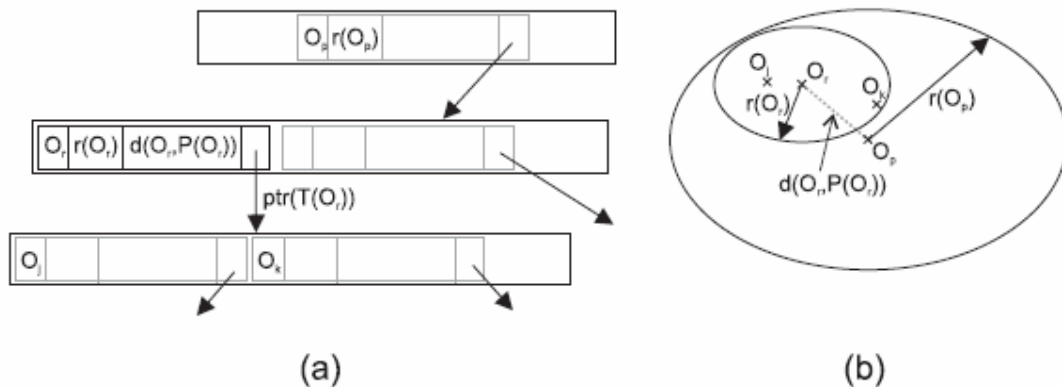 Oₚ r(Oₚ)
Oᵣ r(Oᵣ) d(Oᵣ,P(Oᵣ))
ptr(T(Oᵣ))
Oⱼ Oₖ
(a)
Oⱼ Oᵣ Oₖ
r(Oᵣ) r(Oₚ)
Oₚ
d(Oᵣ,P(Oᵣ))
(b)